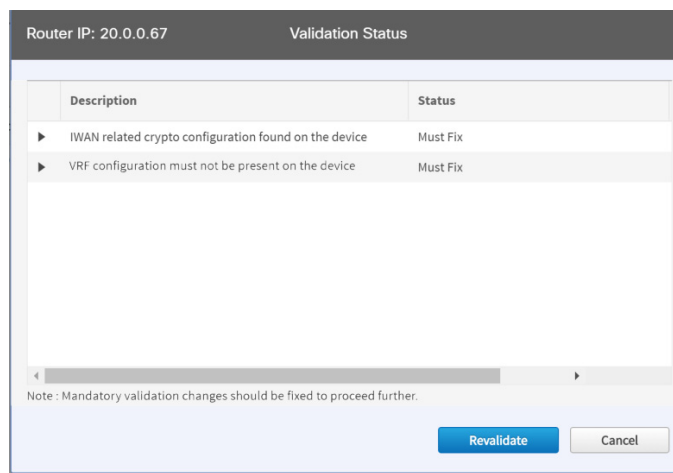 Router IP: 20.0.0.67 Validation Status
Description Status
IWAN related crypto configuration found on the device Must Fix
VRF configuration must not be present on the device Must Fix
Note : Mandatory validation changes should be fixed to proceed further.
Revalidate Cancel